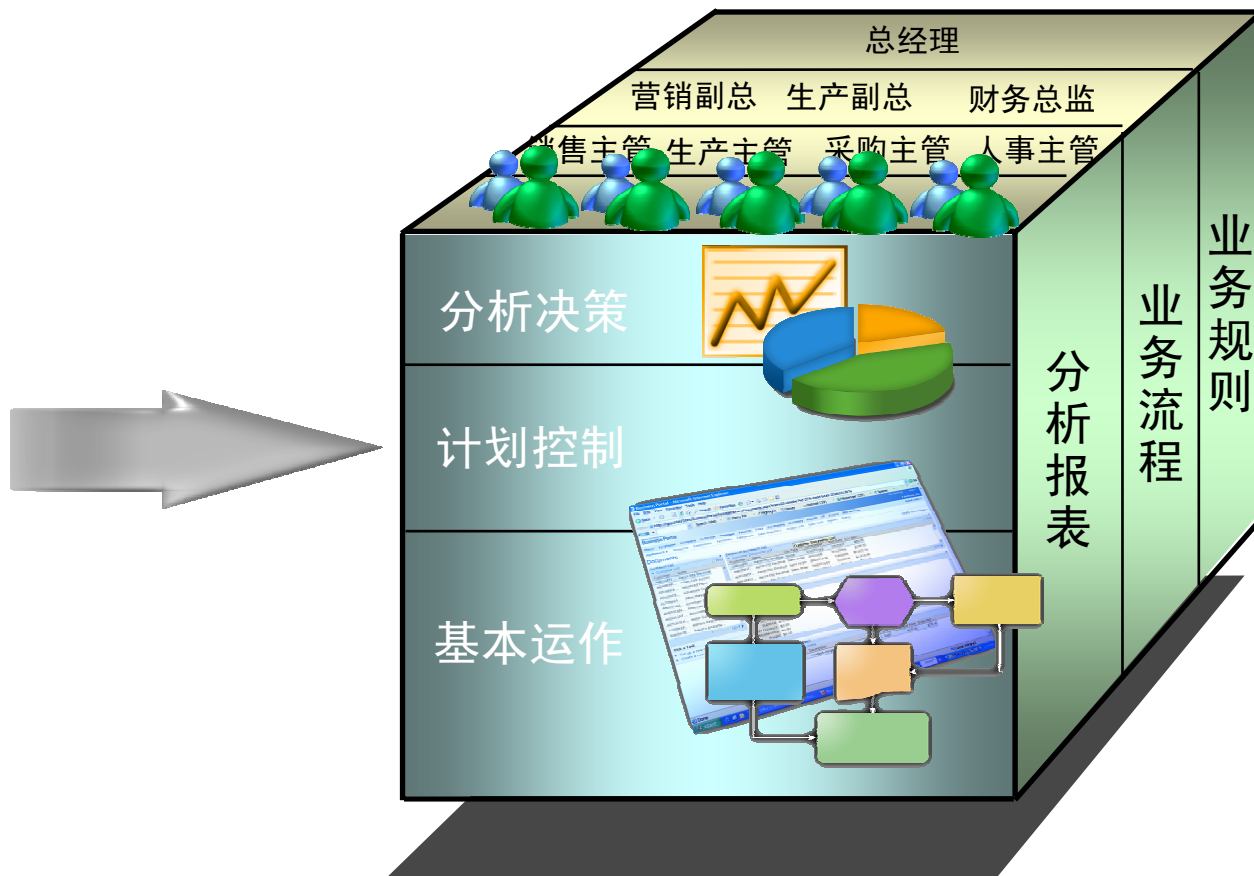 总经理
营销副总 生产副总 财务总监
销售主管 生产主管 采购主管 人事主管
分析决策
计划控制
基本运作
分析报表
业务流程
业务规则